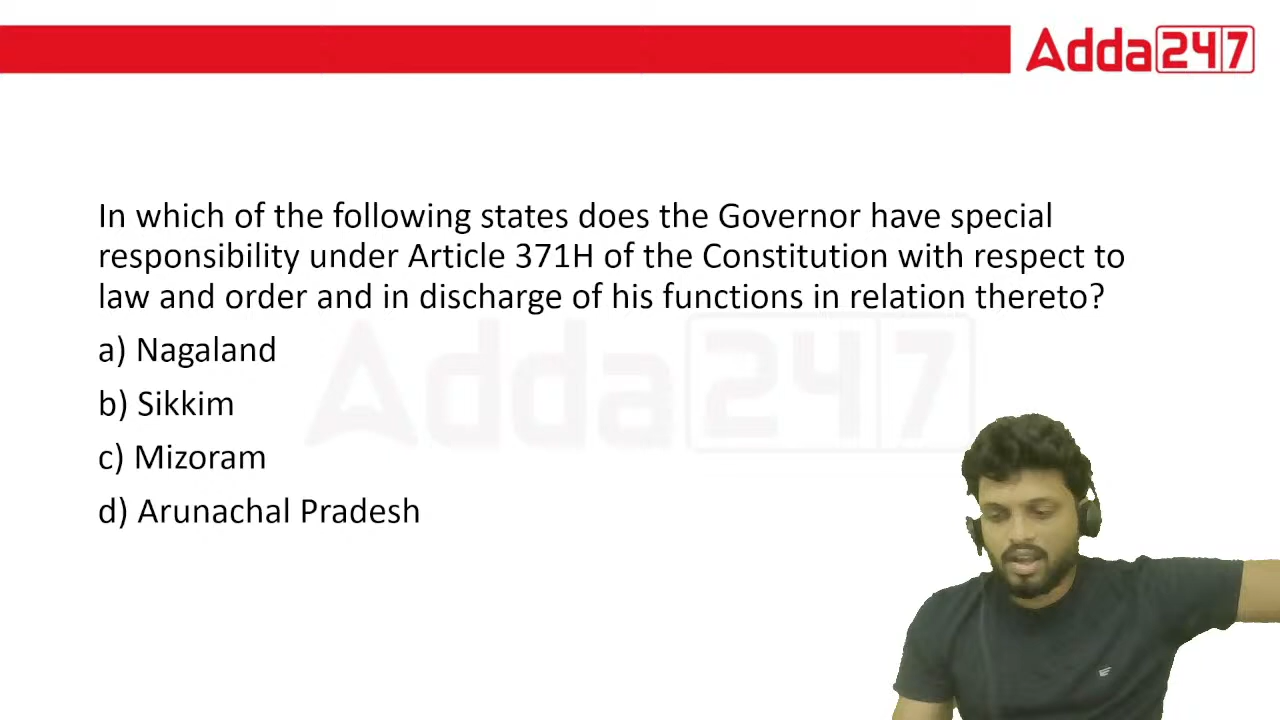 Adda247
In which of the following states does the Governor have special
responsibility under Article 371H of the Constitution with respect to
law and order and in discharge of his functions in relation thereto?
Adda247
a) Nagaland
b) Sikkim
c) Mizoram
d) Arunachal Pradesh